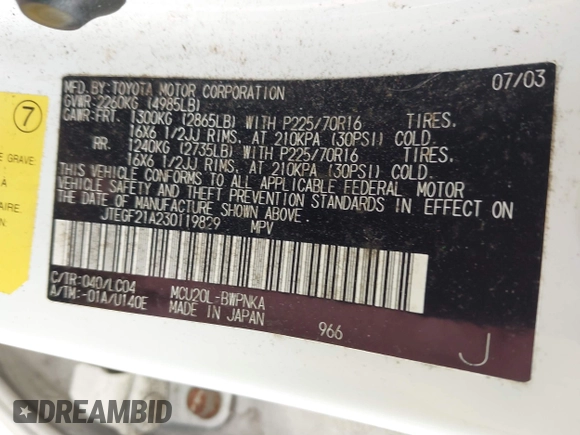 MFD. BY: TOYOTA MOTOR CORPORATION 07/03
GVWR: 2260KG (4985LB)
GAWR: FRT. 1300KG (2865LB) WITH P225/70R16 TIRES,
16X6 1/2JJ RIMS, AT 210KPA (30PSI) COLD.
RR. 1240KG (2735LB) WITH P225/70R16 TIRES,
16X6 1/2JJ RIMS, AT 210KPA (30PSI) COLD.
THIS VEHICLE CONFORMS TO ALL APPLICABLE FEDERAL MOTOR
VEHICLE SAFETY AND THEFT PREVENTION STANDARDS IN EFFECT ON
THE DATE OF MANUFACTURE SHOWN ABOVE.
JTEGF21A230119829 MPV
C/TR: 040/LC04 MCU20L-BWPNKA
A/TM: -01A/U140E MADE IN JAPAN 966 J
7
E GRAVE
A
AIRE.
DREAMBID